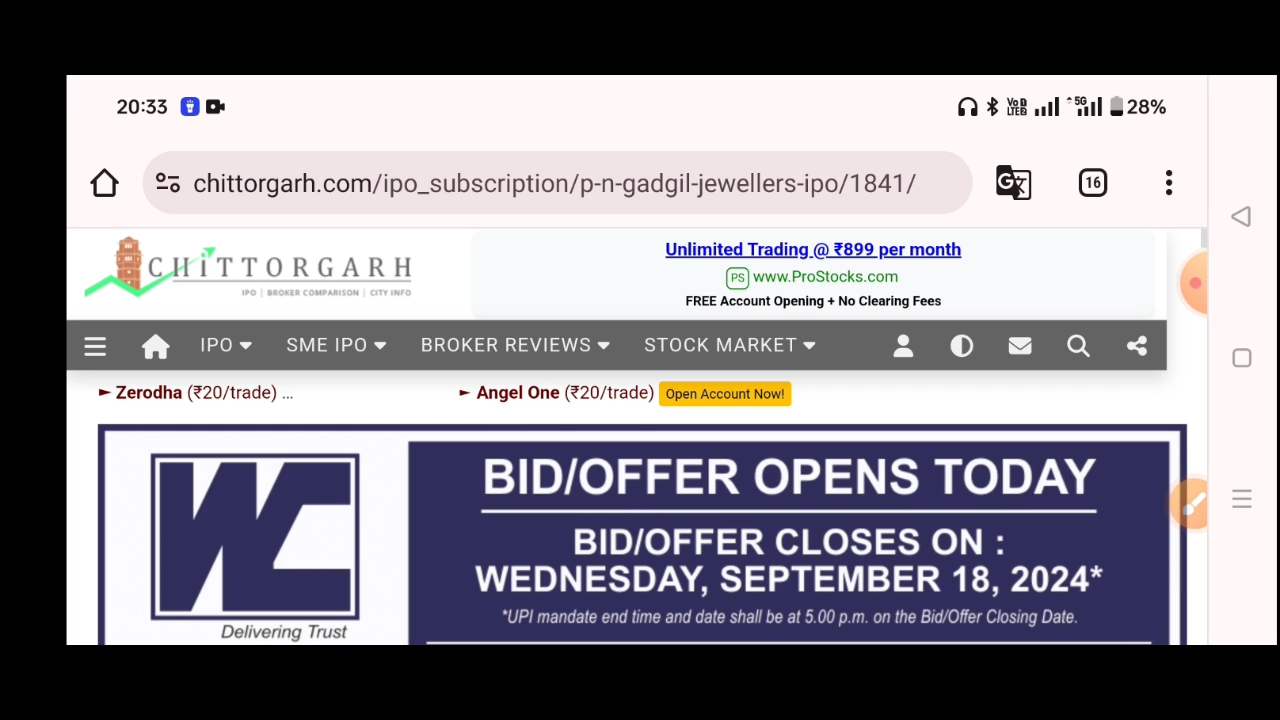 20:33
VoD LTE2 5G 28%
chittorgarh.com/ipo_subscription/p-n-gadgil-jewellers-ipo/1841/
G 16
CHITTORGARH
IPO | BROKER COMPARISON | CITY INFO
Unlimited Trading @ ₹899 per month
PS www.ProStocks.com
FREE Account Opening + No Clearing Fees
IPO SME IPO BROKER REVIEWS STOCK MARKET
► Zerodha (₹20/trade) ...
► Angel One (₹20/trade) Open Account Now!
WC
Delivering Trust
BID/OFFER OPENS TODAY
BID/OFFER CLOSES ON :
WEDNESDAY, SEPTEMBER 18, 2024*
*UPI mandate end time and date shall be at 5.00 p.m. on the Bid/Offer Closing Date.